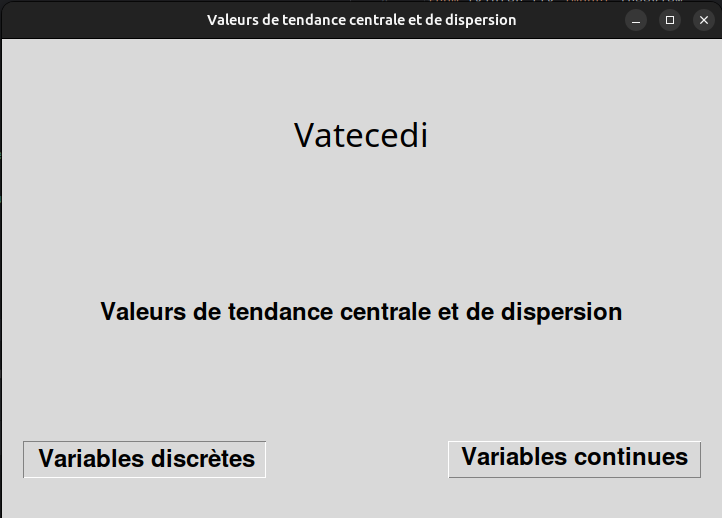 Valeurs de tendance centrale et de dispersion
Vatecedi
Valeurs de tendance centrale et de dispersion
Variables discrètes
Variables continues